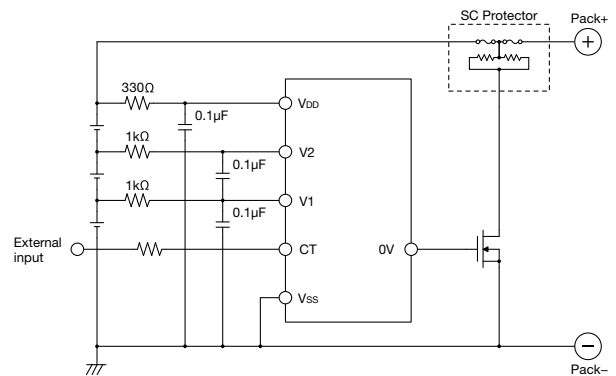 SC Protector
Pack+
330Ω
VDD
0.1µF
1kΩ
V2
0.1µF
1kΩ
V1
0.1µF
External
input
CT
0V
VSS
Pack−